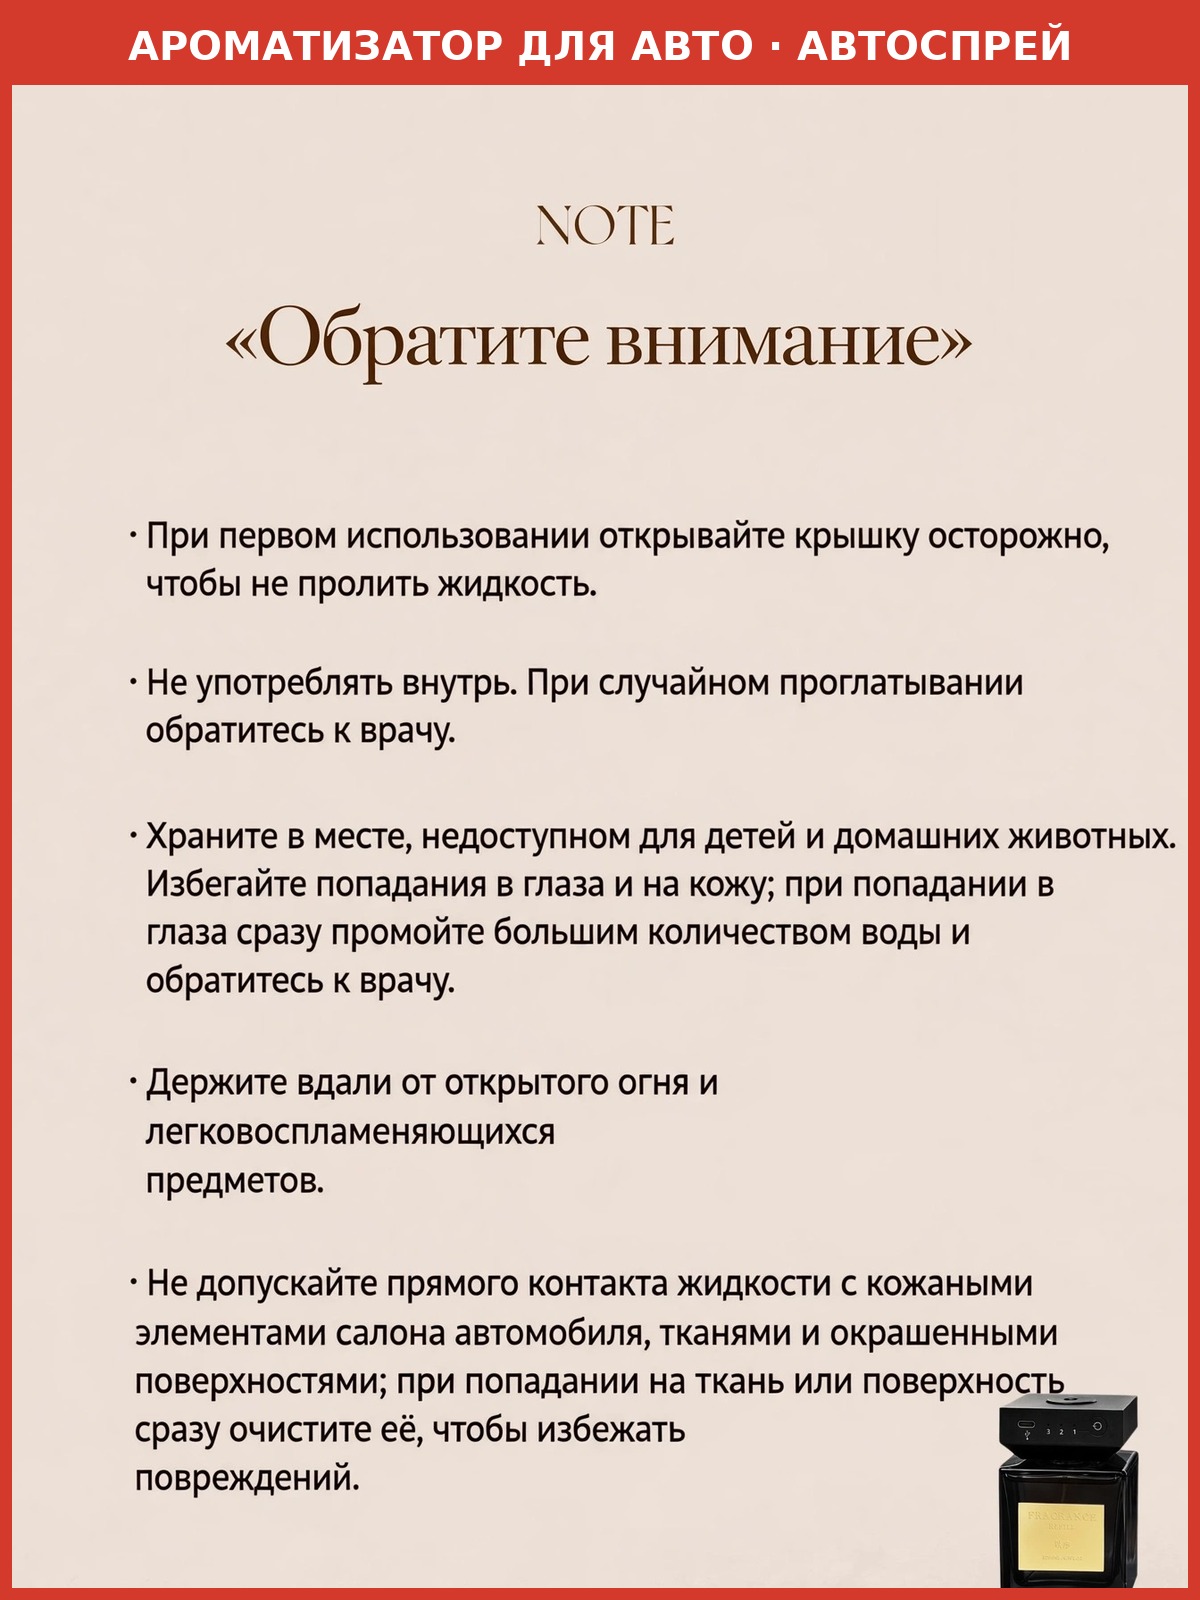 АРОМАТИЗАТОР ДЛЯ АВТО · АВТОСПРЕЙ
NOTE
«Обратите внимание»
· При первом использовании открывайте крышку осторожно,
чтобы не пролить жидкость.
· Не употреблять внутрь. При случайном проглатывании
обратитесь к врачу.
· Храните в месте, недоступном для детей и домашних животных.
Избегайте попадания в глаза и на кожу; при попадании в
глаза сразу промойте большим количеством воды и
обратитесь к врачу.
· Держите вдали от открытого огня и
легковоспламеняющихся
предметов.
· Не допускайте прямого контакта жидкости с кожаными
элементами салона автомобиля, тканями и окрашенными
поверхностями; при попадании на ткань или поверхность
сразу очистите её, чтобы избежать
повреждений.
3 2 1
FRAGRANCE